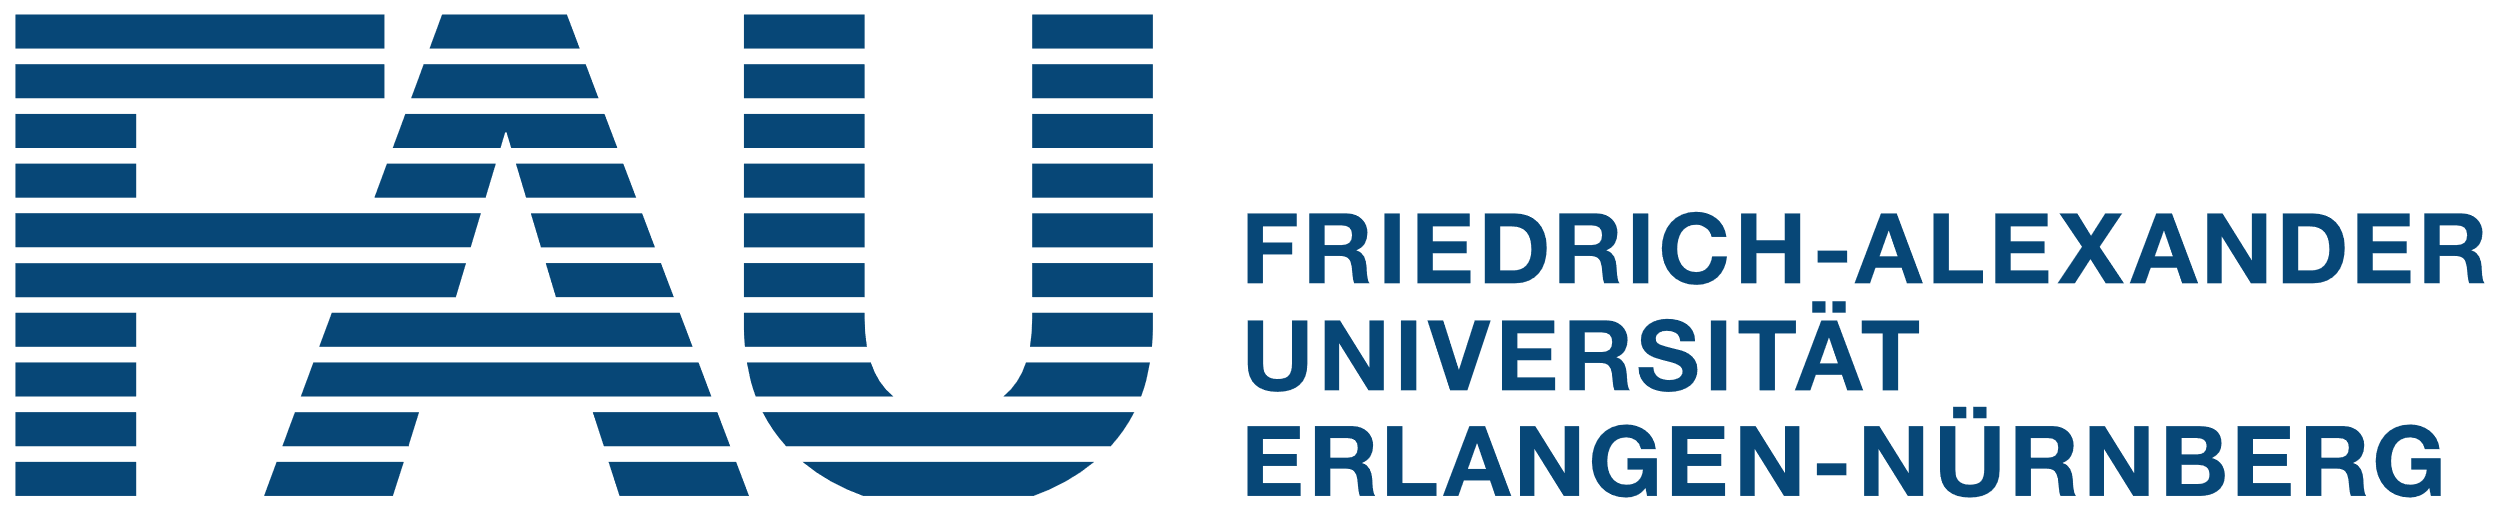 FAU
FRIEDRICH-ALEXANDER
UNIVERSITÄT
ERLANGEN-NÜRNBERG